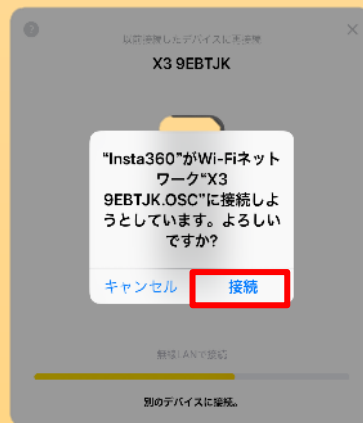 ?
以前接続したデバイスに再接続
X3 9EBTJK
“Insta360”がWi-Fiネット
ワーク“X3
9EBTJK.OSC”に接続しよ
うとしています。よろしい
ですか?
キャンセル 接続
無線LANで接続
別のデバイスに接続。